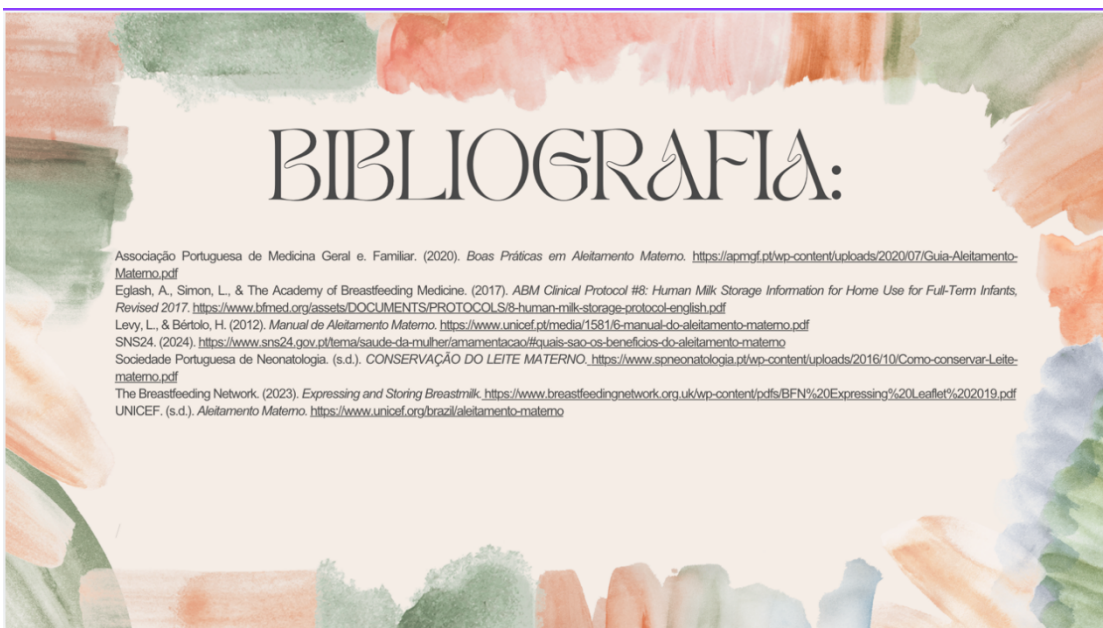 BIBLIOGRAFIA:
Associação Portuguesa de Medicina Geral e. Familiar. (2020). Boas Práticas em Aleitamento Materno. https://apmgf.pt/wp-content/uploads/2020/07/Guia-Aleitamento-
Materno.pdf
Eglash, A., Simon, L., & The Academy of Breastfeeding Medicine. (2017). ABM Clinical Protocol #8: Human Milk Storage Information for Home Use for Full-Term Infants,
Revised 2017. https://www.bfmed.org/assets/DOCUMENTS/PROTOCOLS/8-human-milk-storage-protocol-english.pdf
Levy, L., & Bértolo, H. (2012). Manual de Aleitamento Materno. https://www.unicef.pt/media/1581/6-manual-do-aleitamento-materno.pdf
SNS24. (2024). https://www.sns24.gov.pt/tema/saude-da-mulher/amamentacao/#quais-sao-os-beneficios-do-aleitamento-materno
Sociedade Portuguesa de Neonatologia. (s.d.). CONSERVAÇÃO DO LEITE MATERNO. https://www.spneonatologia.pt/wp-content/uploads/2016/10/Como-conservar-Leite-
materno.pdf
The Breastfeeding Network. (2023). Expressing and Storing Breastmilk. https://www.breastfeedingnetwork.org.uk/wp-content/pdfs/BFN%20Expressing%20Leaflet%202019.pdf
UNICEF. (s.d.). Aleitamento Materno. https://www.unicef.org/brazil/aleitamento-materno